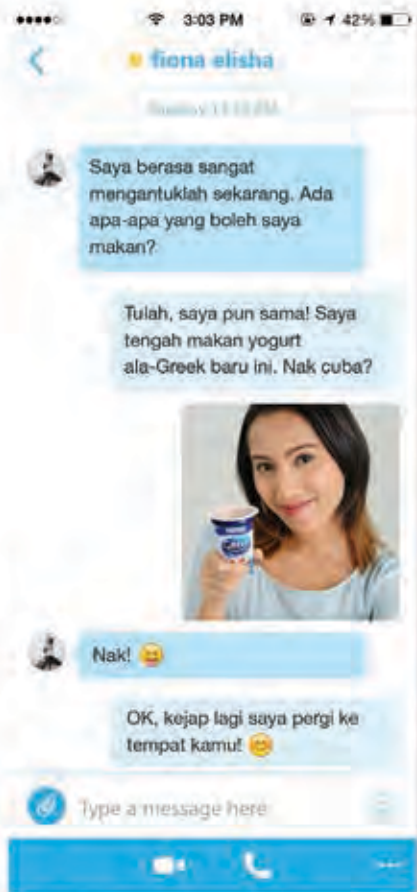 3:03 PM
42%
fiona elisha
Saya berasa sangat
mengantuklah sekarang. Ada
apa-apa yang boleh saya
makan?
Tulah, saya pun sama! Saya
tengah makan yogurt
ala-Greek baru ini. Nak cuba?
Nak! 😆
OK, kejap lagi saya pergi ke
tempat kamu! 😊
Type a message here